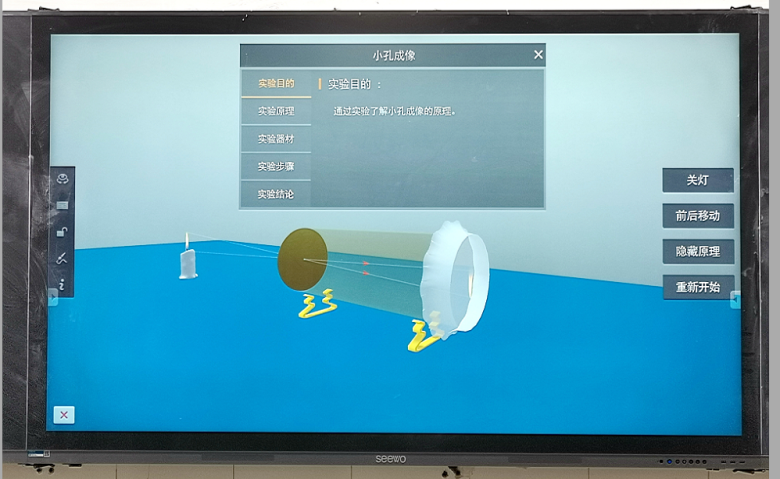 小孔成像
实验目的
实验目的：
实验原理
通过实验了解小孔成像的原理。
实验器材
实验步骤
实验结论
关灯
前后移动
隐藏原理
重新开始
seewo